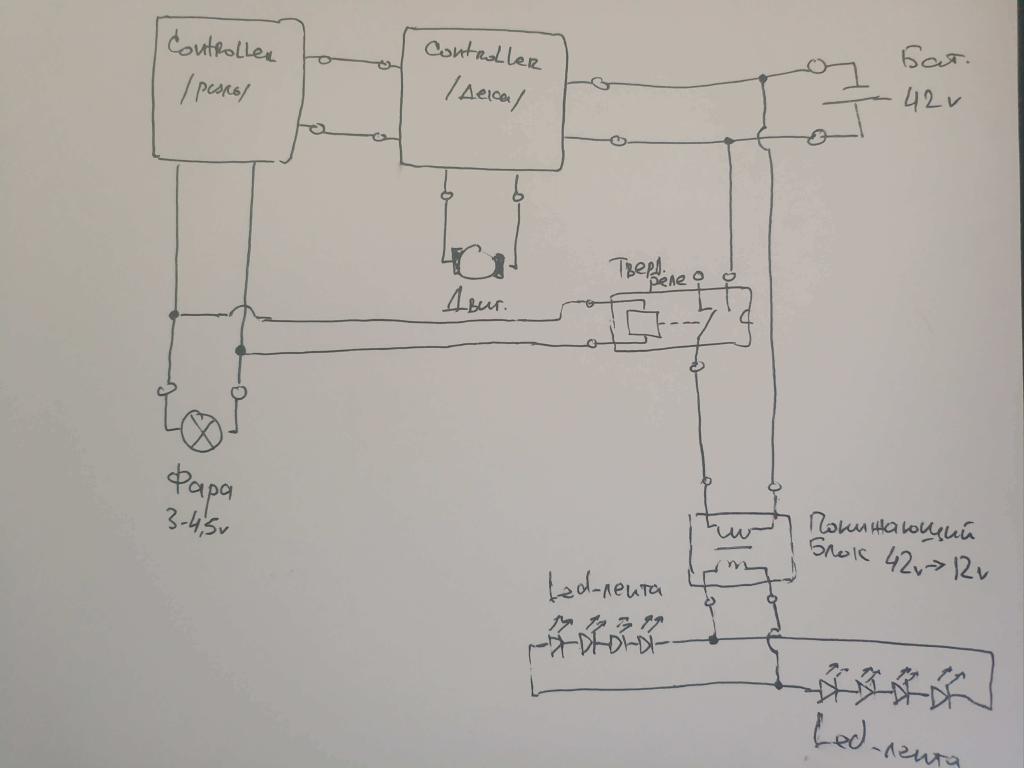 Controller
/руль/
Controller
/дека/
Бат.
42v
Тверд.
реле
Двиг.
Фара
3-4,5v
Понижающий
блок 42v→12v
Led-лента
Led-лента